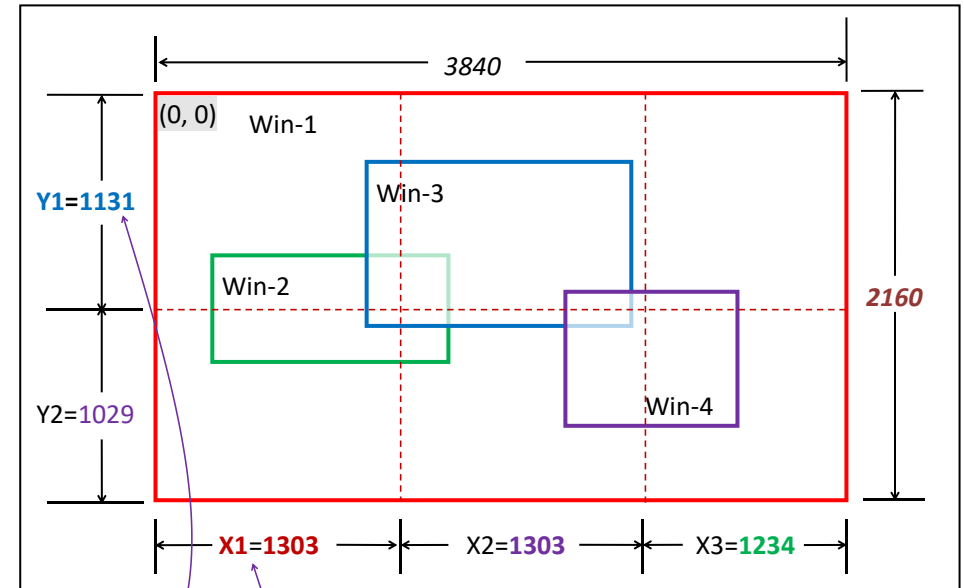 3840
(0, 0)
Win-1
Win-3
Y1=1131
Win-2
2160
Win-4
Y2=1029
X1=1303
X2=1303
X3=1234